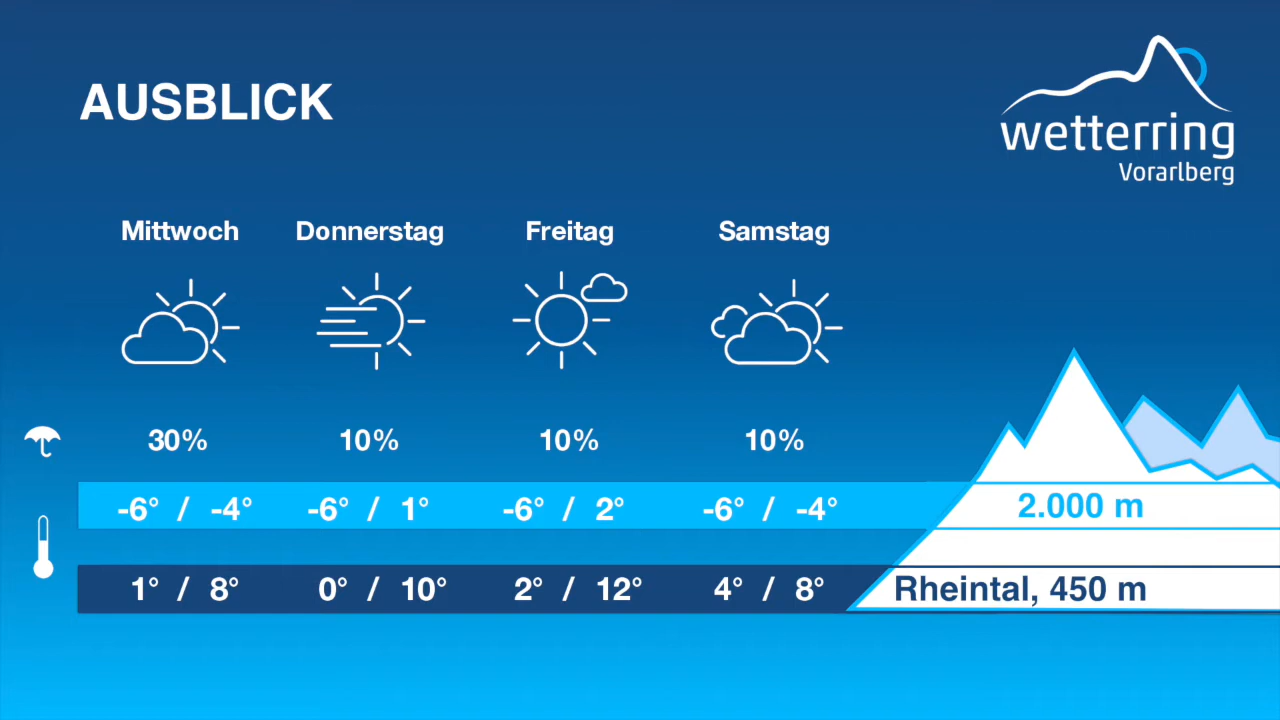 AUSBLICK
wetterring
Vorarlberg
Mittwoch Donnerstag Freitag Samstag
30% 10% 10% 10%
-6° / -4° -6° / 1° -6° / 2° -6° / -4° 2.000 m
1° / 8° 0° / 10° 2° / 12° 4° / 8° Rheintal, 450 m